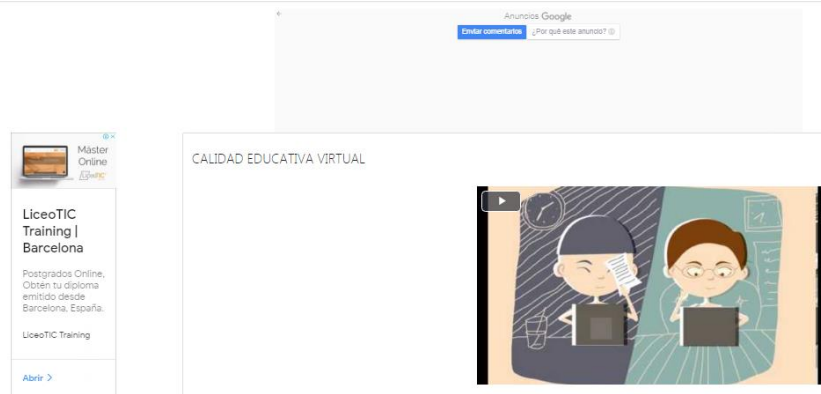 Anuncios Google
Enviar comentarios
¿Por qué este anuncio?
Máster
Online
LiceoTIC
CALIDAD EDUCATIVA VIRTUAL
LiceoTIC
Training |
Barcelona
Postgrados Online,
Obtén tu diploma
emitido desde
Barcelona, España.
LiceoTIC Training
Abrir >